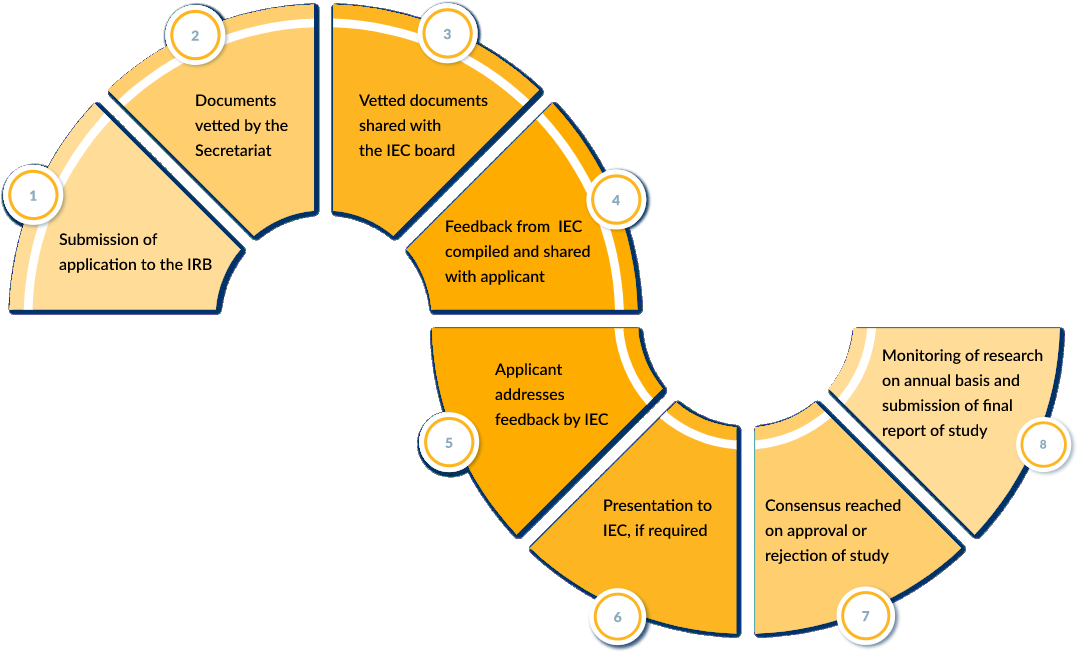 1
Submission of
application to the IRB
2
Documents
vetted by the
Secretariat
3
Vetted documents
shared with
the IEC board
4
Feedback from IEC
compiled and shared
with applicant
5
Applicant
addresses
feedback by IEC
6
Presentation to
IEC, if required
7
Consensus reached
on approval or
rejection of study
8
Monitoring of research
on annual basis and
submission of final
report of study